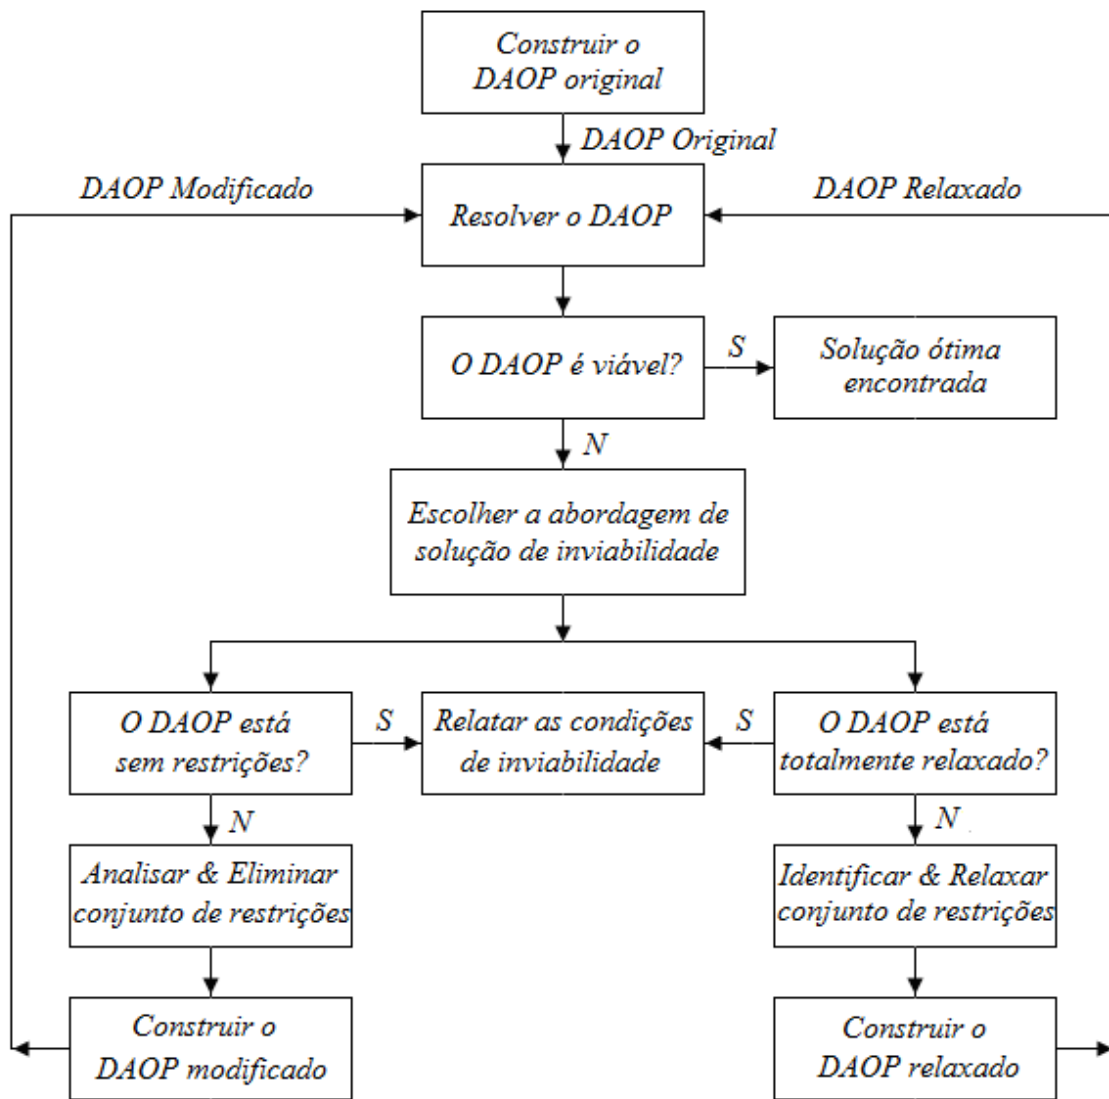 Construir o
DAOP original
DAOP Original
DAOP Modificado
DAOP Relaxado
Resolver o DAOP
O DAOP é viável?
S
Solução ótima
encontrada
N
Escolher a abordagem de
solução de inviabilidade
O DAOP está
sem restrições?
S
Relatar as condições
de inviabilidade
S
O DAOP está
totalmente relaxado?
N
N
Analisar & Eliminar
conjunto de restrições
Identificar & Relaxar
conjunto de restrições
Construir o
DAOP modificado
Construir o
DAOP relaxado